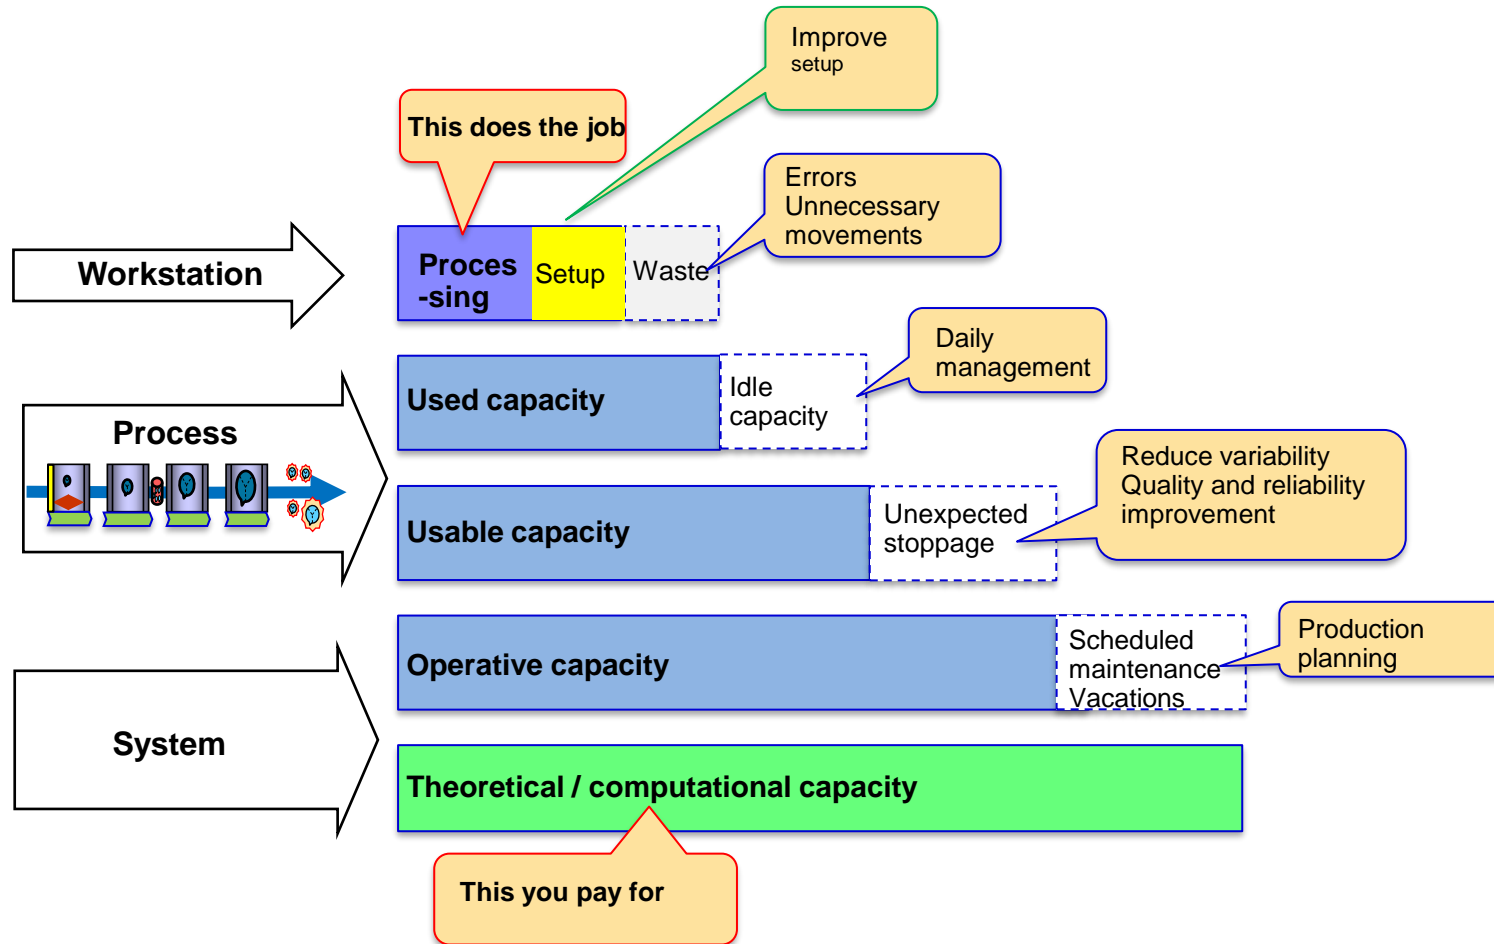 Improve
setup
This does the job
Errors
Unnecessary
movements
Workstation
Proces
-sing
Setup
Waste
Daily
management
Used capacity
Idle
capacity
Process
Reduce variability
Quality and reliability
improvement
Usable capacity
Unexpected
stoppage
Production
planning
Operative capacity
Scheduled
maintenance
Vacations
System
Theoretical / computational capacity
This you pay for